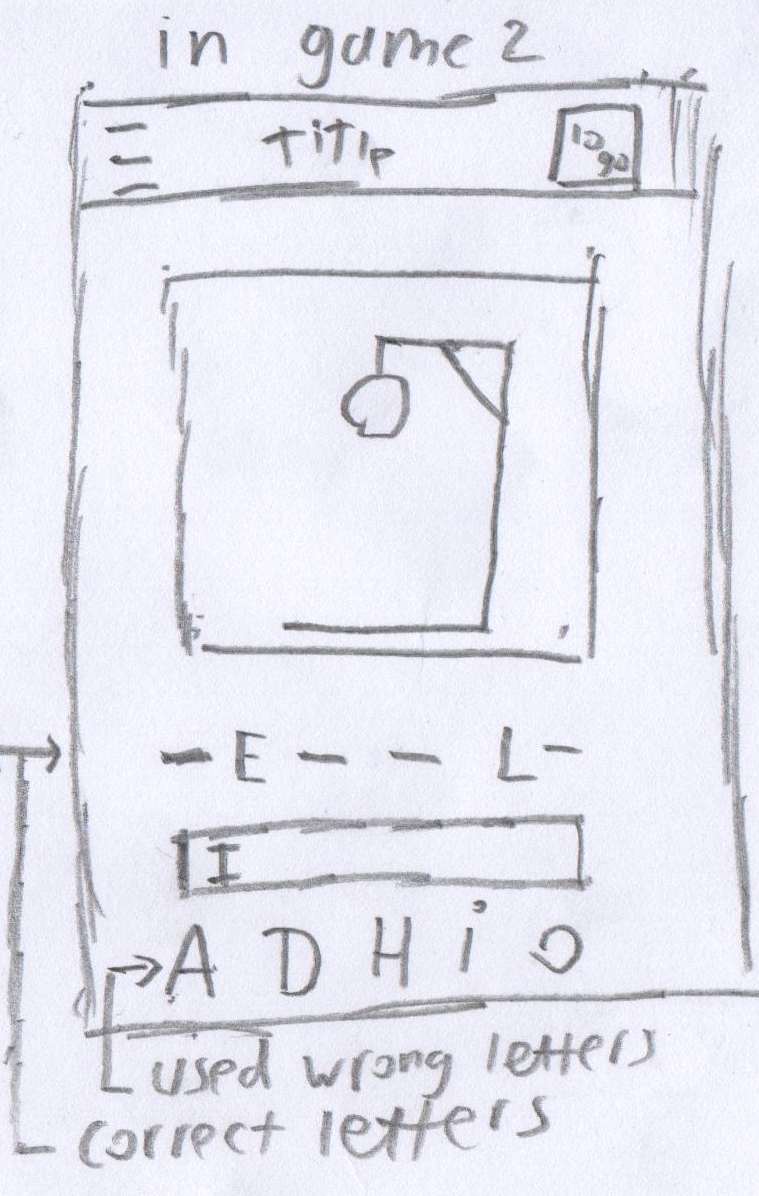 in game 2
title
logo
- E - - L -
I
A D H i O
used wrong letters
correct letters